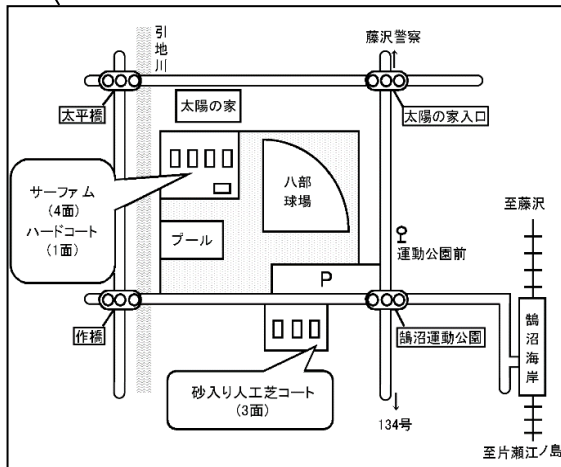 引地川
藤沢警察
太平橋
太陽の家
太陽の家入口
サーファム
(4面)
ハードコート
(1面)
八部
球場
至藤沢
プール
運動公園前
P
作橋
鵠沼運動公園
鵠沼海岸
砂入り人工芝コート
(3面)
134号
至片瀬江ノ島